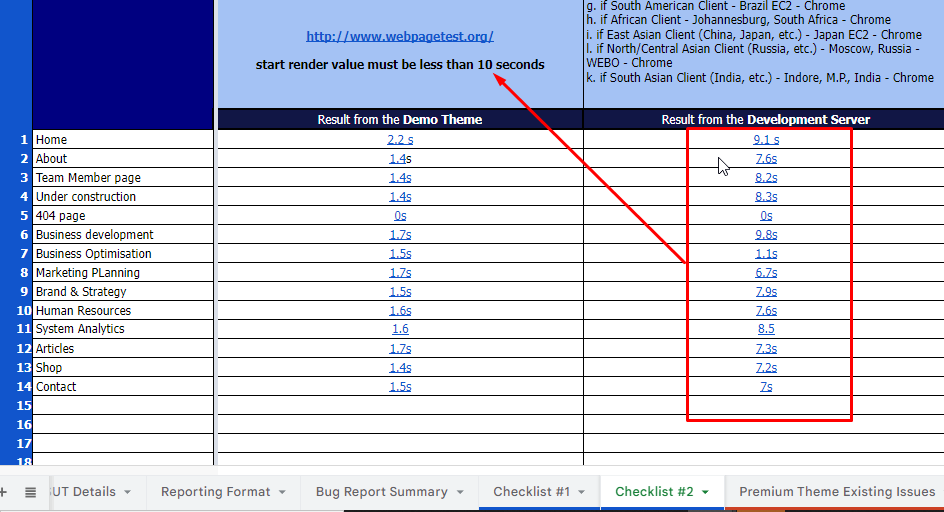 g. if South American Client - Brazil EC2 - Chrome
h. if African Client - Johannesburg, South Africa - Chrome
i. if East Asian Client (China, Japan, etc.) - Japan EC2 - Chrome
l. if North/Central Asian Client (Russia, etc.) - Moscow, Russia -
WEBO - Chrome
k. if South Asian Client (India, etc.) - Indore, M.P., India - Chrome
http://www.webpagetest.org/
start render value must be less than 10 seconds
Result from the Demo Theme Result from the Development Server
1 Home 2.2 s 9.1 s
2 About 1.4s 7.6s
3 Team Member page 1.4s 8.2s
4 Under construction 1.4s 8.3s
5 404 page 0s 0s
6 Business development 1.7s 9.8s
7 Business Optimisation 1.5s 1.1s
8 Marketing PLanning 1.7s 6.7s
9 Brand & Strategy 1.5s 7.9s
10 Human Resources 1.6s 7.6s
11 System Analytics 1.6 8.5
12 Articles 1.7s 7.3s
13 Shop 1.4s 7.2s
14 Contact 1.5s 7s
15
16
17
18
UT Details Reporting Format Bug Report Summary Checklist #1 Checklist #2 Premium Theme Existing Issues